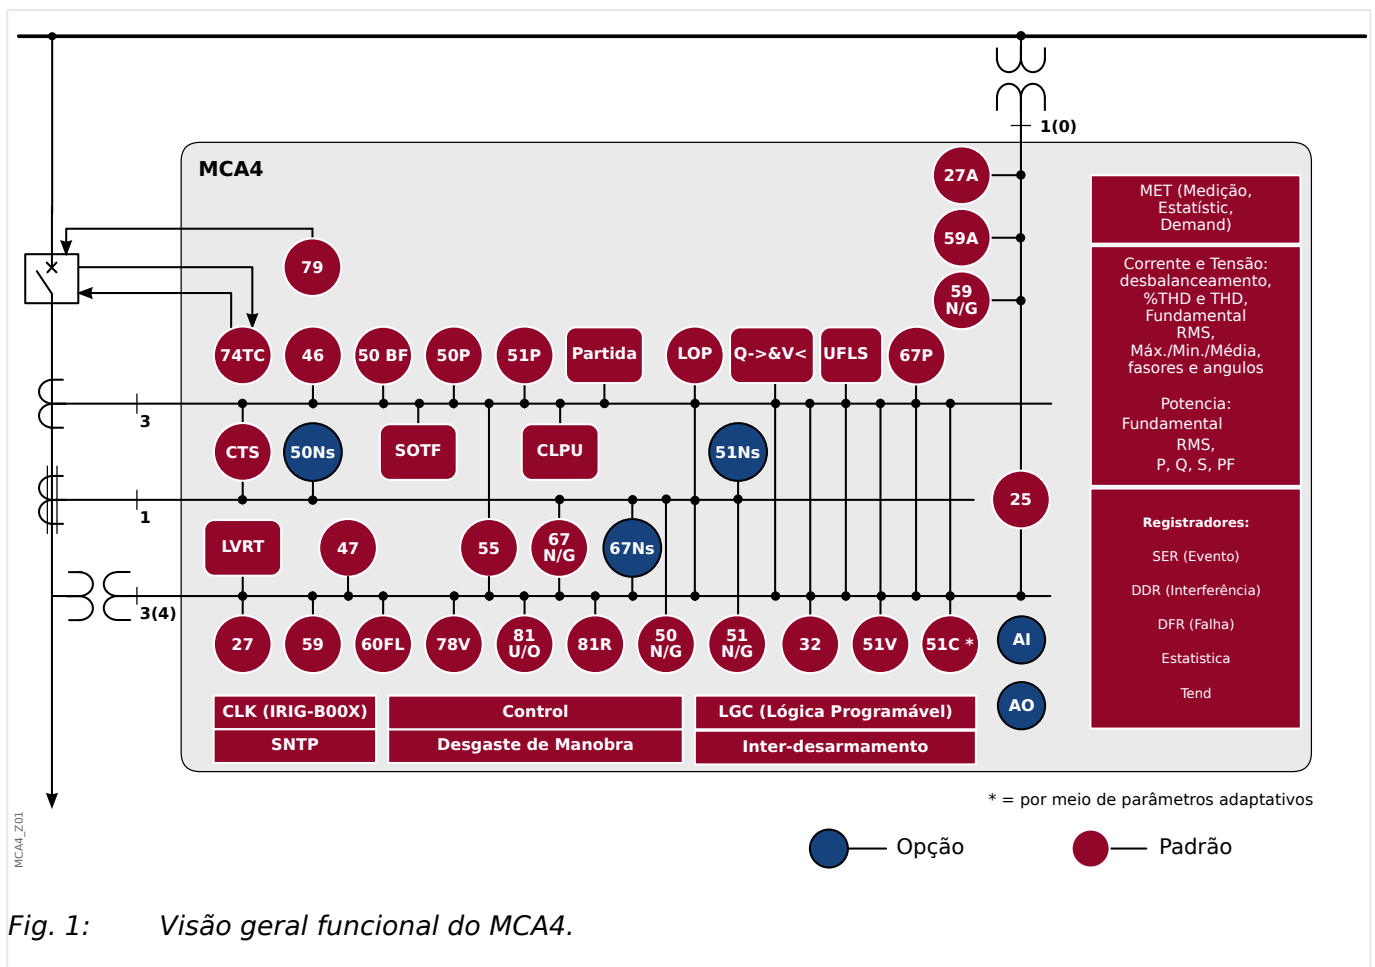 1(0)
MCA4
27A
59A
59
N/G
79
74TC
46
50 BF
50P
51P
Partida
LOP
Q->&V<
UFLS
67P
3
CTS
50Ns
SOTF
CLPU
51Ns
25
1
LVRT
47
55
67
N/G
67Ns
3(4)
27
59
60FL
78V
81
U/O
81R
50
N/G
51
N/G
32
51V
51C *
AI
AO
CLK (IRIG-B00X)
SNTP
Control
Desgaste de Manobra
LGC (Lógica Programável)
Inter-desarmamento
MET (Medição,
Estatístic,
Demand)
Corrente e Tensão:
desbalanceamento,
%THD e THD,
Fundamental
RMS,
Máx./Min./Média,
fasores e angulos
Potencia:
Fundamental
RMS,
P, Q, S, PF
Registradores:
SER (Evento)
DDR (Interferência)
DFR (Falha)
Estatistica
Tend
* = por meio de parâmetros adaptativos
Opção
Padrão
MCA4_Z01
Fig. 1: Visão geral funcional do MCA4.